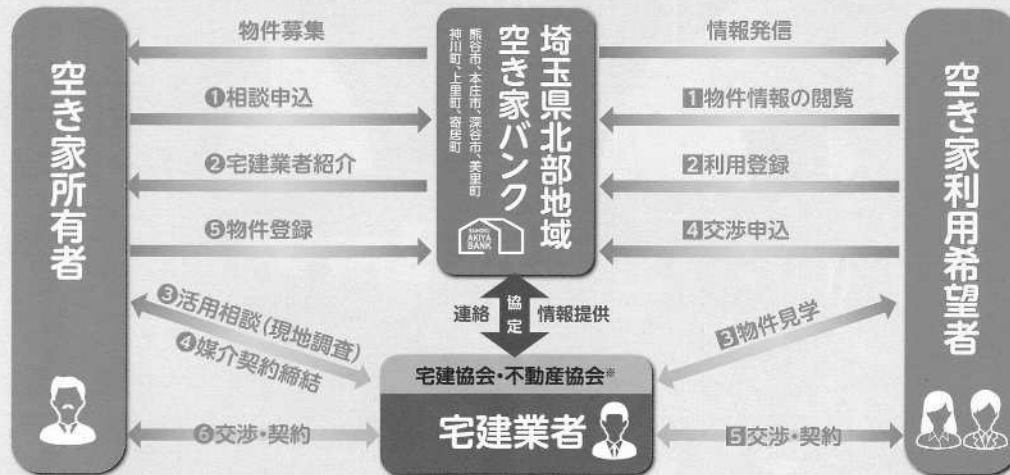 空き家所有者
物件募集
❶相談申込
❷宅建業者紹介
❺物件登録
❸活用相談(現地調査)
❹媒介契約締結
❻交渉・契約
埼玉県北部地域
空き家バンク
熊谷市、本庄市、深谷市、美里町
神川町、上里町、寄居町
AKIYA
BANK
連絡
協定
情報提供
宅建協会・不動産協会※
宅建業者
情報発信
1物件情報の閲覧
2利用登録
4交渉申込
3物件見学
5交渉・契約
空き家利用希望者